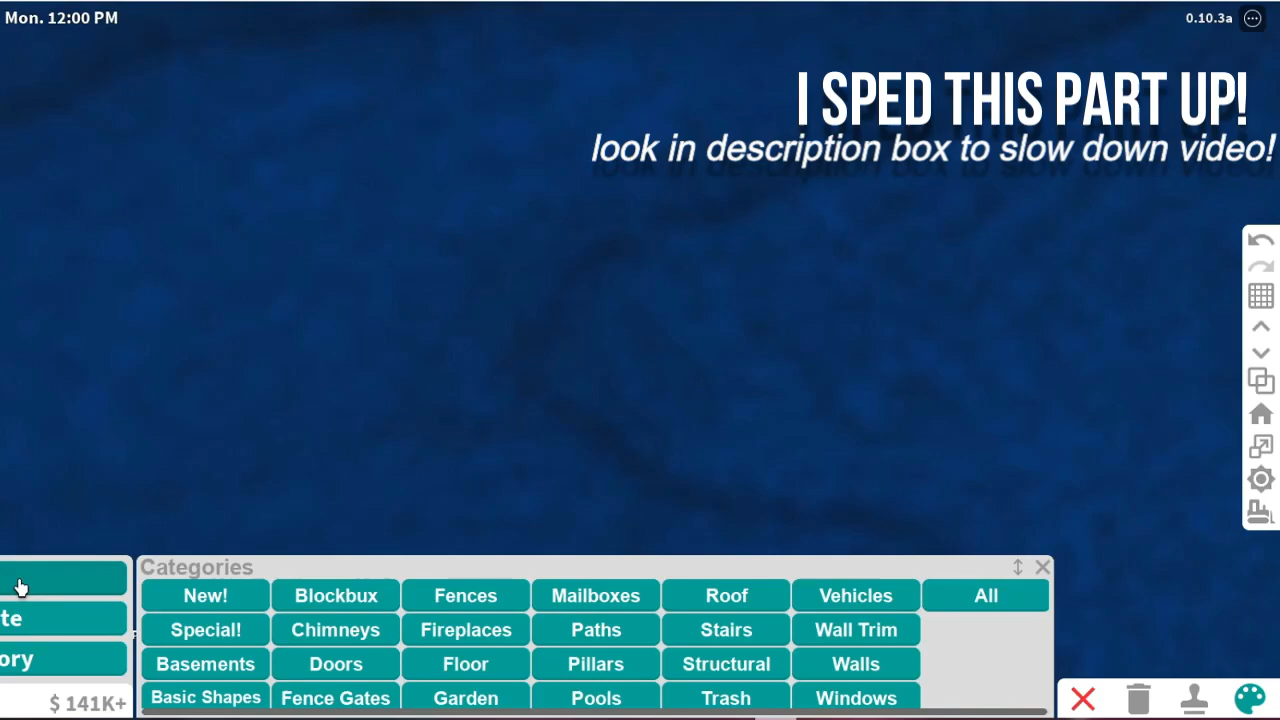 Mon. 12:00 PM
0.10.3a
I SPED THIS PART UP!
look in description box to slow down video!
Categories
New! Blockbux Fences Mailboxes Roof Vehicles All
Special! Chimneys Fireplaces Paths Stairs Wall Trim
te
Basements Doors Floor Pillars Structural Walls
ory
Basic Shapes Fence Gates Garden Pools Trash Windows
$ 141K+